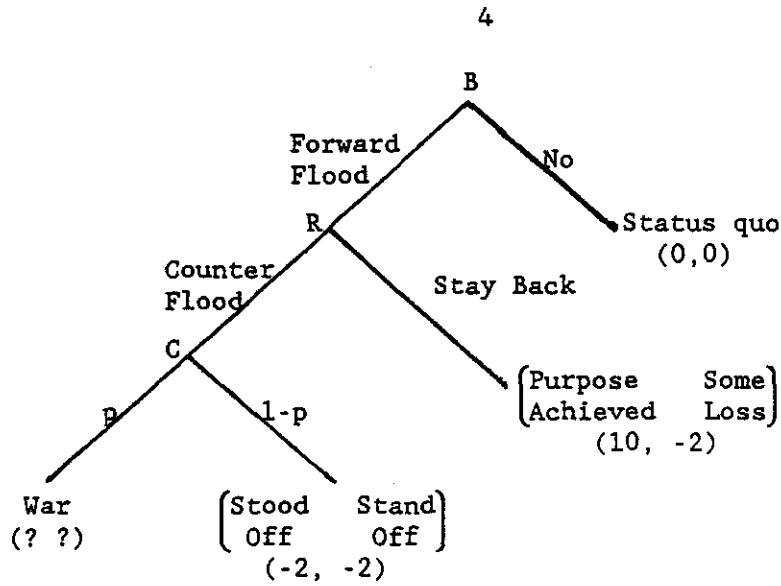 4
B
Forward
Flood
No
R
Status quo
(0,0)
Counter
Flood
Stay Back
C
p
1-p
Purpose Some
Achieved Loss
(10, -2)
War
(? ?)
Stood Stand
Off Off
(-2, -2)